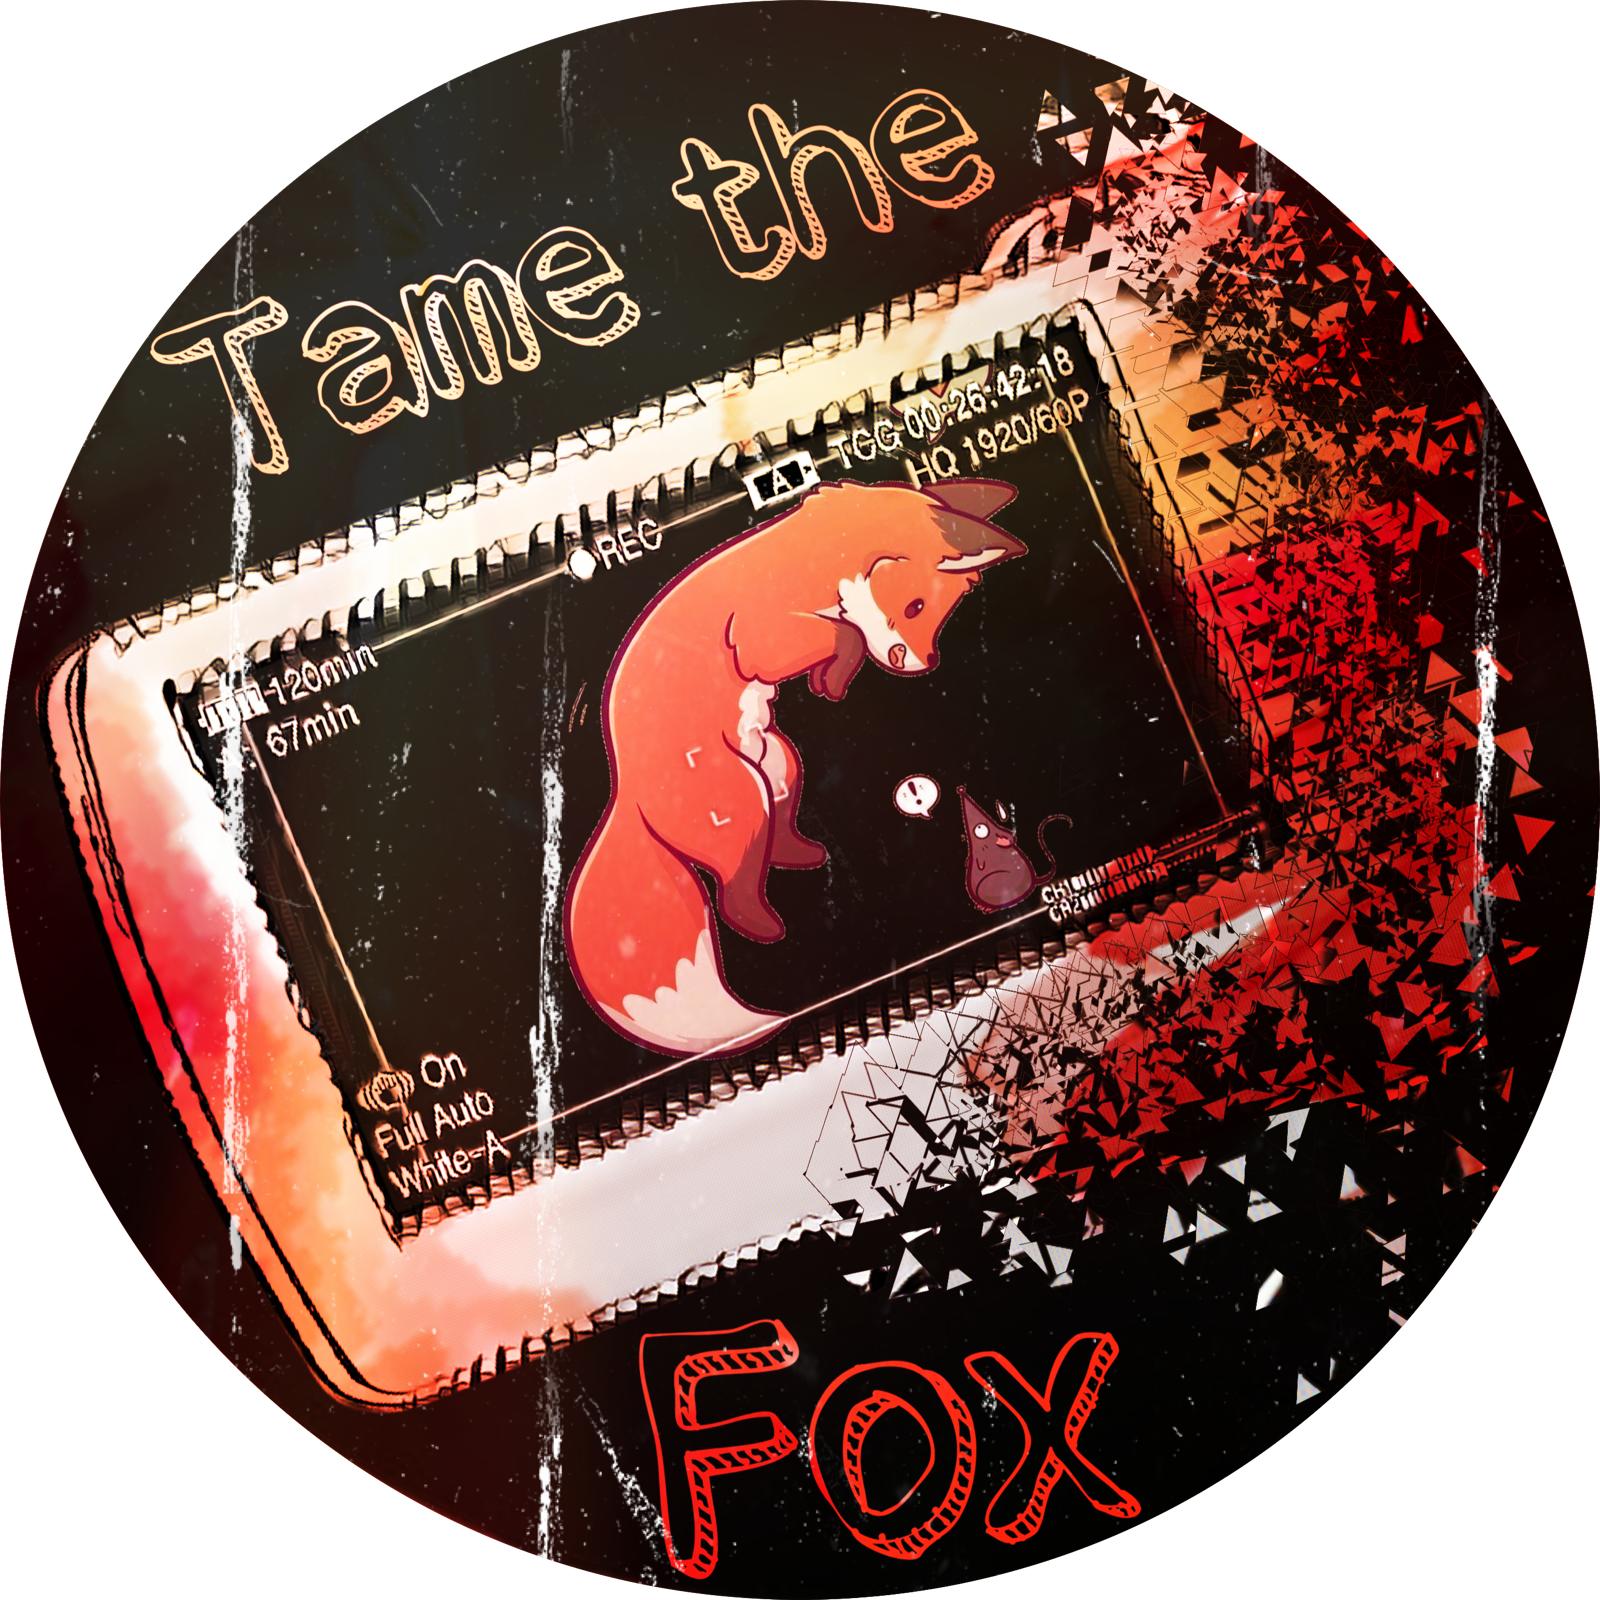 Tame the
TCG 00:26:42:18
HQ 1920/60P
A
REC
120min
67min
!
CH1
CH2
On
Full Auto
White-A
Fox